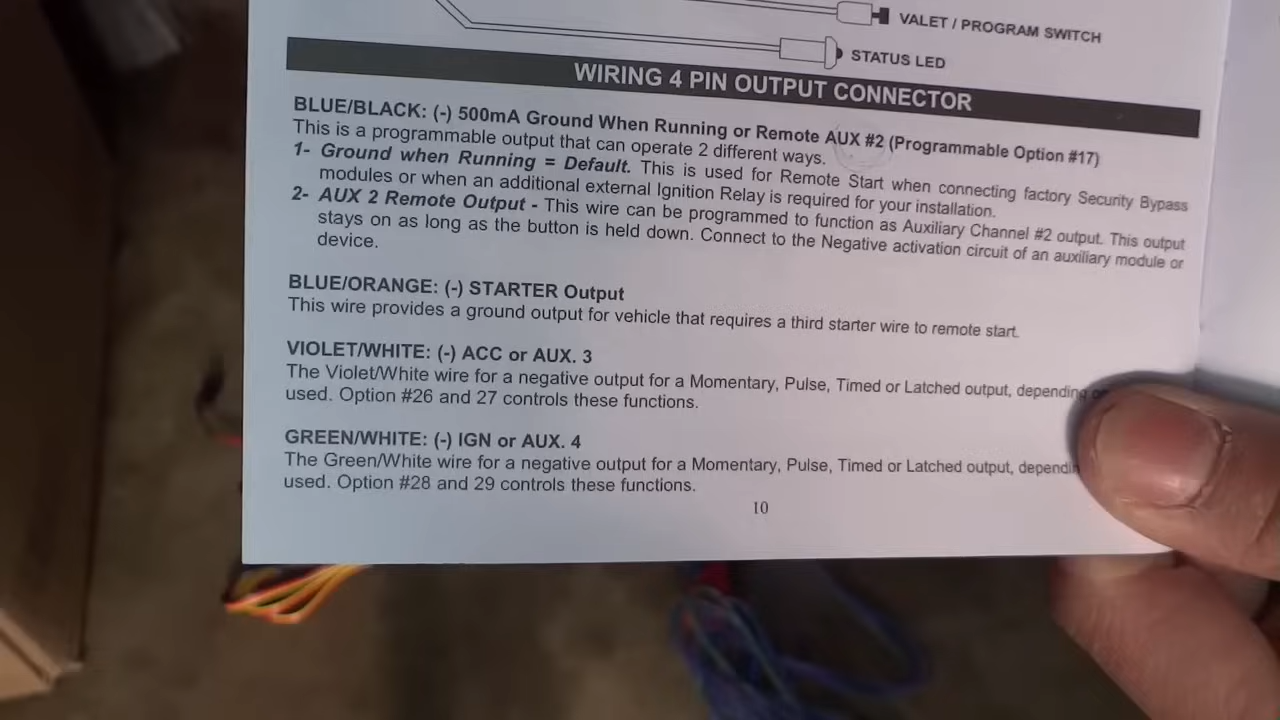 VALET / PROGRAM SWITCH
STATUS LED
WIRING 4 PIN OUTPUT CONNECTOR
BLUE/BLACK: (-) 500mA Ground When Running or Remote AUX #2 (Programmable Option #17)
This is a programmable output that can operate 2 different ways.
1- Ground when Running = Default. This is used for Remote Start when connecting factory Security Bypass
modules or when an additional external Ignition Relay is required for your installation.
2- AUX 2 Remote Output - This wire can be programmed to function as Auxiliary Channel #2 output. This output
stays on as long as the button is held down. Connect to the Negative activation circuit of an auxiliary module or
device.
BLUE/ORANGE: (-) STARTER Output
This wire provides a ground output for vehicle that requires a third starter wire to remote start.
VIOLET/WHITE: (-) ACC or AUX. 3
The Violet/White wire for a negative output for a Momentary, Pulse, Timed or Latched output, depending
used. Option #26 and 27 controls these functions.
GREEN/WHITE: (-) IGN or AUX. 4
The Green/White wire for a negative output for a Momentary, Pulse, Timed or Latched output,
used. Option #28 and 29 controls these functions.
10